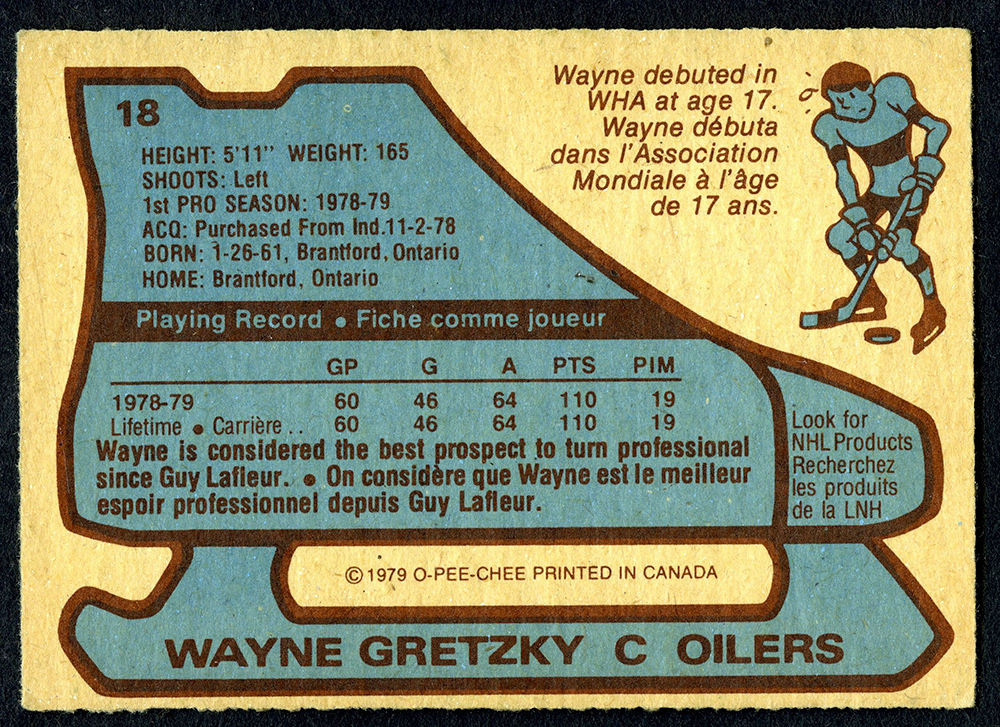 18
HEIGHT: 5'11" WEIGHT: 165
SHOOTS: Left
1st PRO SEASON: 1978-79
ACQ: Purchased From Ind.11-2-78
BORN: 1-26-61, Brantford, Ontario
HOME: Brantford, Ontario
Wayne debuted in
WHA at age 17.
Wayne débuta
dans l'Association
Mondiale à l'âge
de 17 ans.
Playing Record • Fiche comme joueur
GP G A PTS PIM
1978-79 60 46 64 110 19
Lifetime • Carrière .. 60 46 64 110 19
Wayne is considered the best prospect to turn professional
since Guy Lafleur. • On considère que Wayne est le meilleur
espoir professionnel depuis Guy Lafleur.
Look for
NHL Products
Recherchez
les produits
de la LNH
© 1979 O-PEE-CHEE PRINTED IN CANADA
WAYNE GRETZKY C OILERS